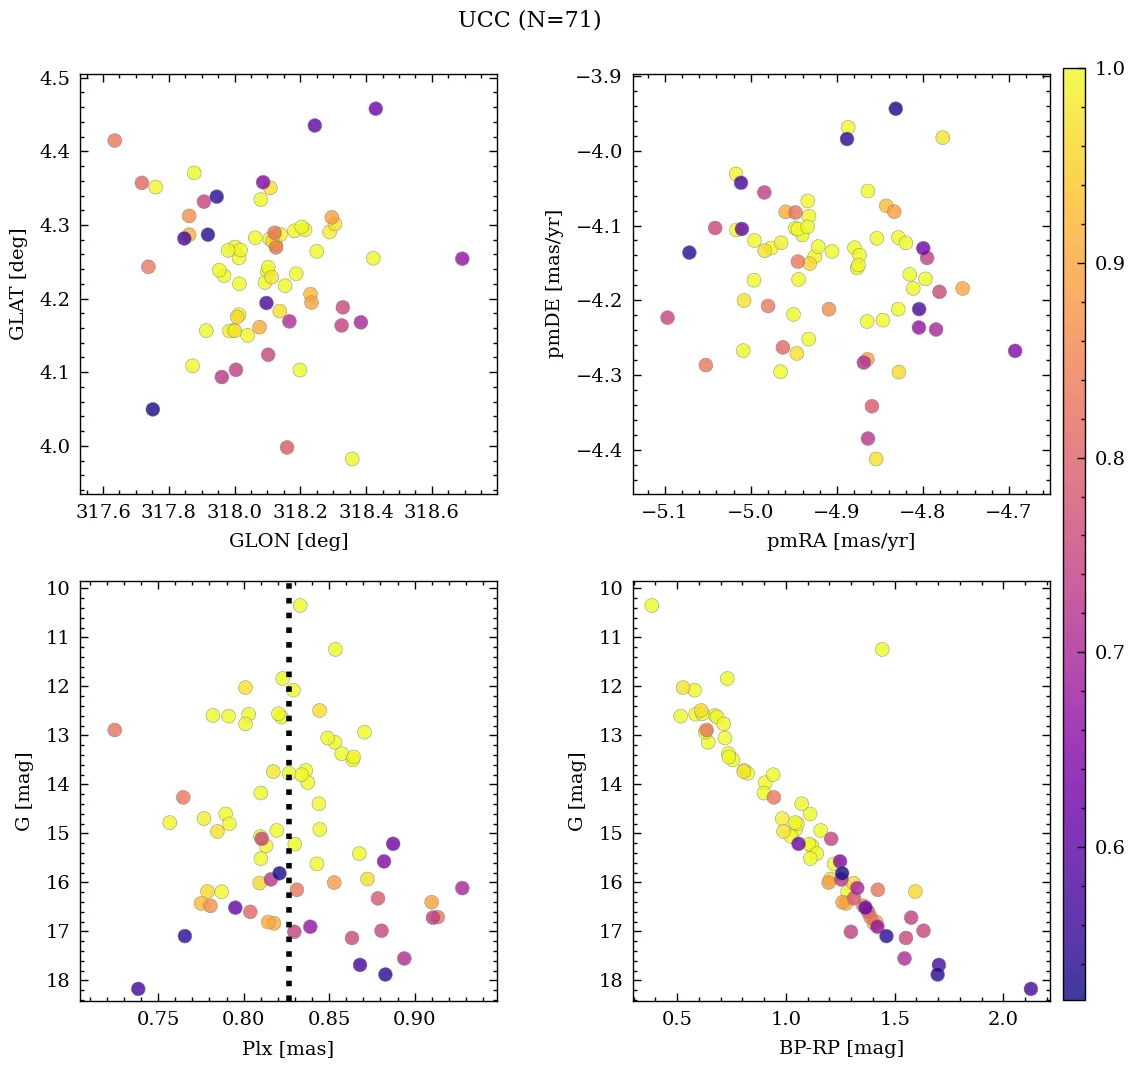 UCC (N=71)
4.5
4.4
4.3
4.2
4.1
4.0
GLAT [deg]
317.6 317.8 318.0 318.2 318.4 318.6
GLON [deg]
−3.9
−4.0
−4.1
−4.2
−4.3
−4.4
pmDE [mas/yr]
−5.1 −5.0 −4.9 −4.8 −4.7
pmRA [mas/yr]
1.0
0.9
0.8
0.7
0.6
10
11
12
13
14
15
16
17
18
G [mag]
0.75 0.80 0.85 0.90
Plx [mas]
10
11
12
13
14
15
16
17
18
G [mag]
0.5 1.0 1.5 2.0
BP-RP [mag]